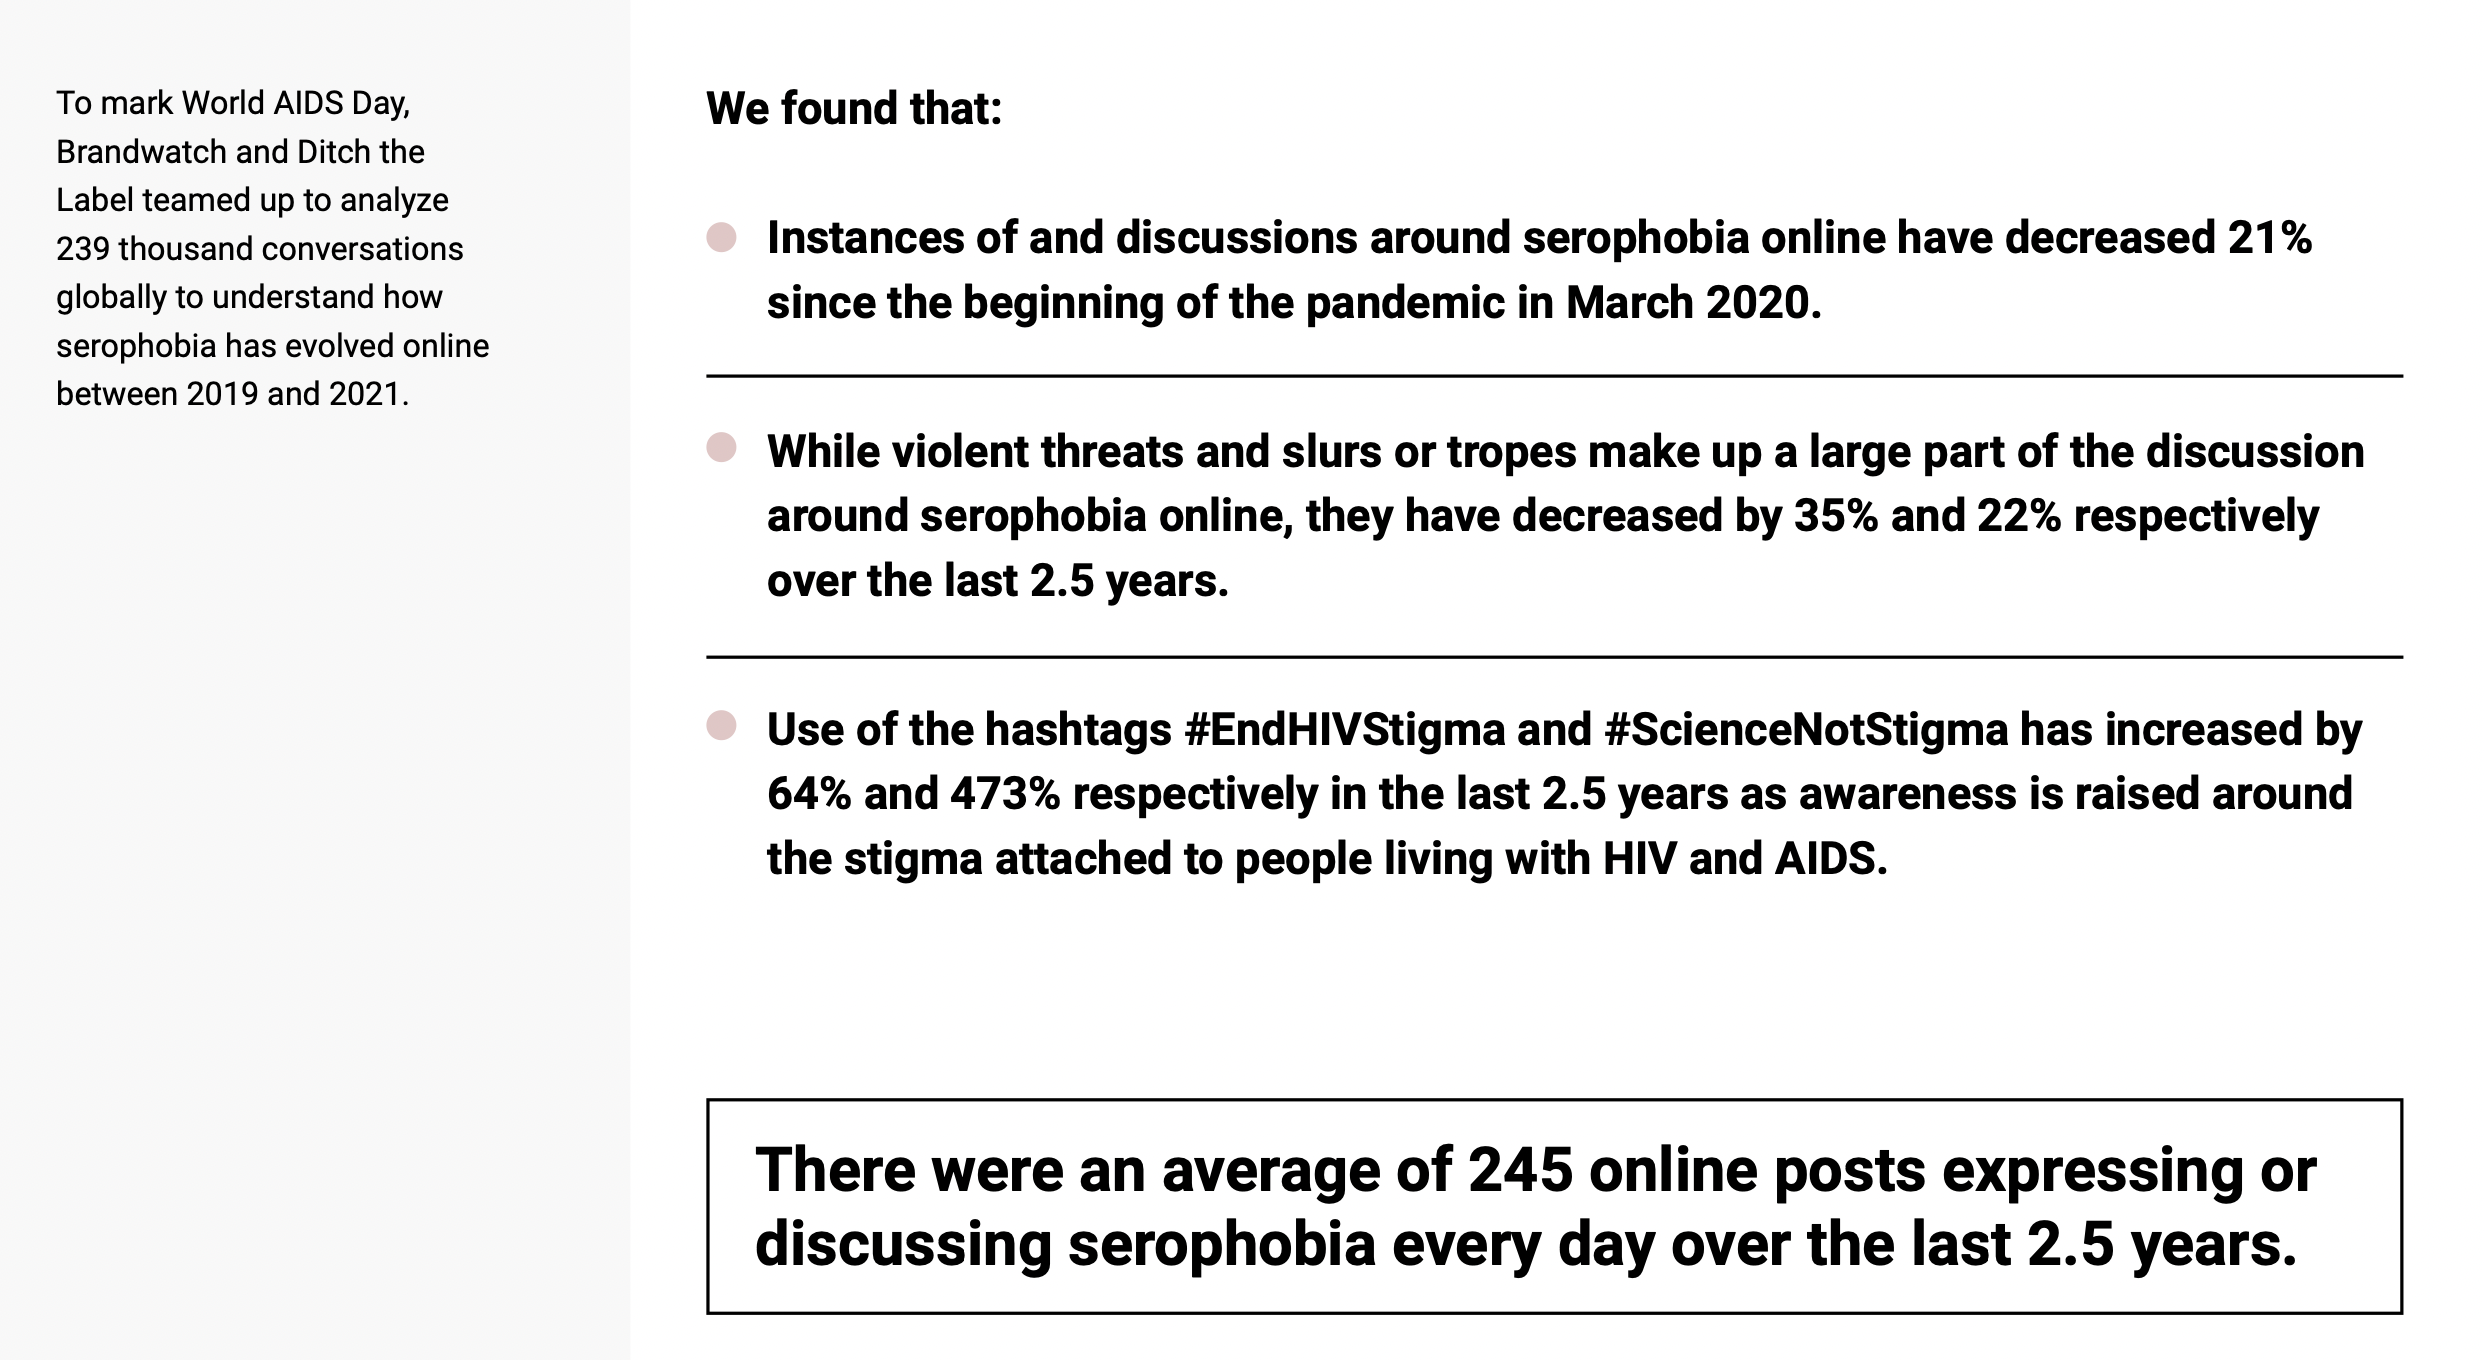 To mark World AIDS Day,
Brandwatch and Ditch the
Label teamed up to analyze
239 thousand conversations
globally to understand how
serophobia has evolved online
between 2019 and 2021.
We found that:
Instances of and discussions around serophobia online have decreased 21%
since the beginning of the pandemic in March 2020.
While violent threats and slurs or tropes make up a large part of the discussion
around serophobia online, they have decreased by 35% and 22% respectively
over the last 2.5 years.
Use of the hashtags #EndHIVStigma and #ScienceNotStigma has increased by
64% and 473% respectively in the last 2.5 years as awareness is raised around
the stigma attached to people living with HIV and AIDS.
There were an average of 245 online posts expressing or
discussing serophobia every day over the last 2.5 years.